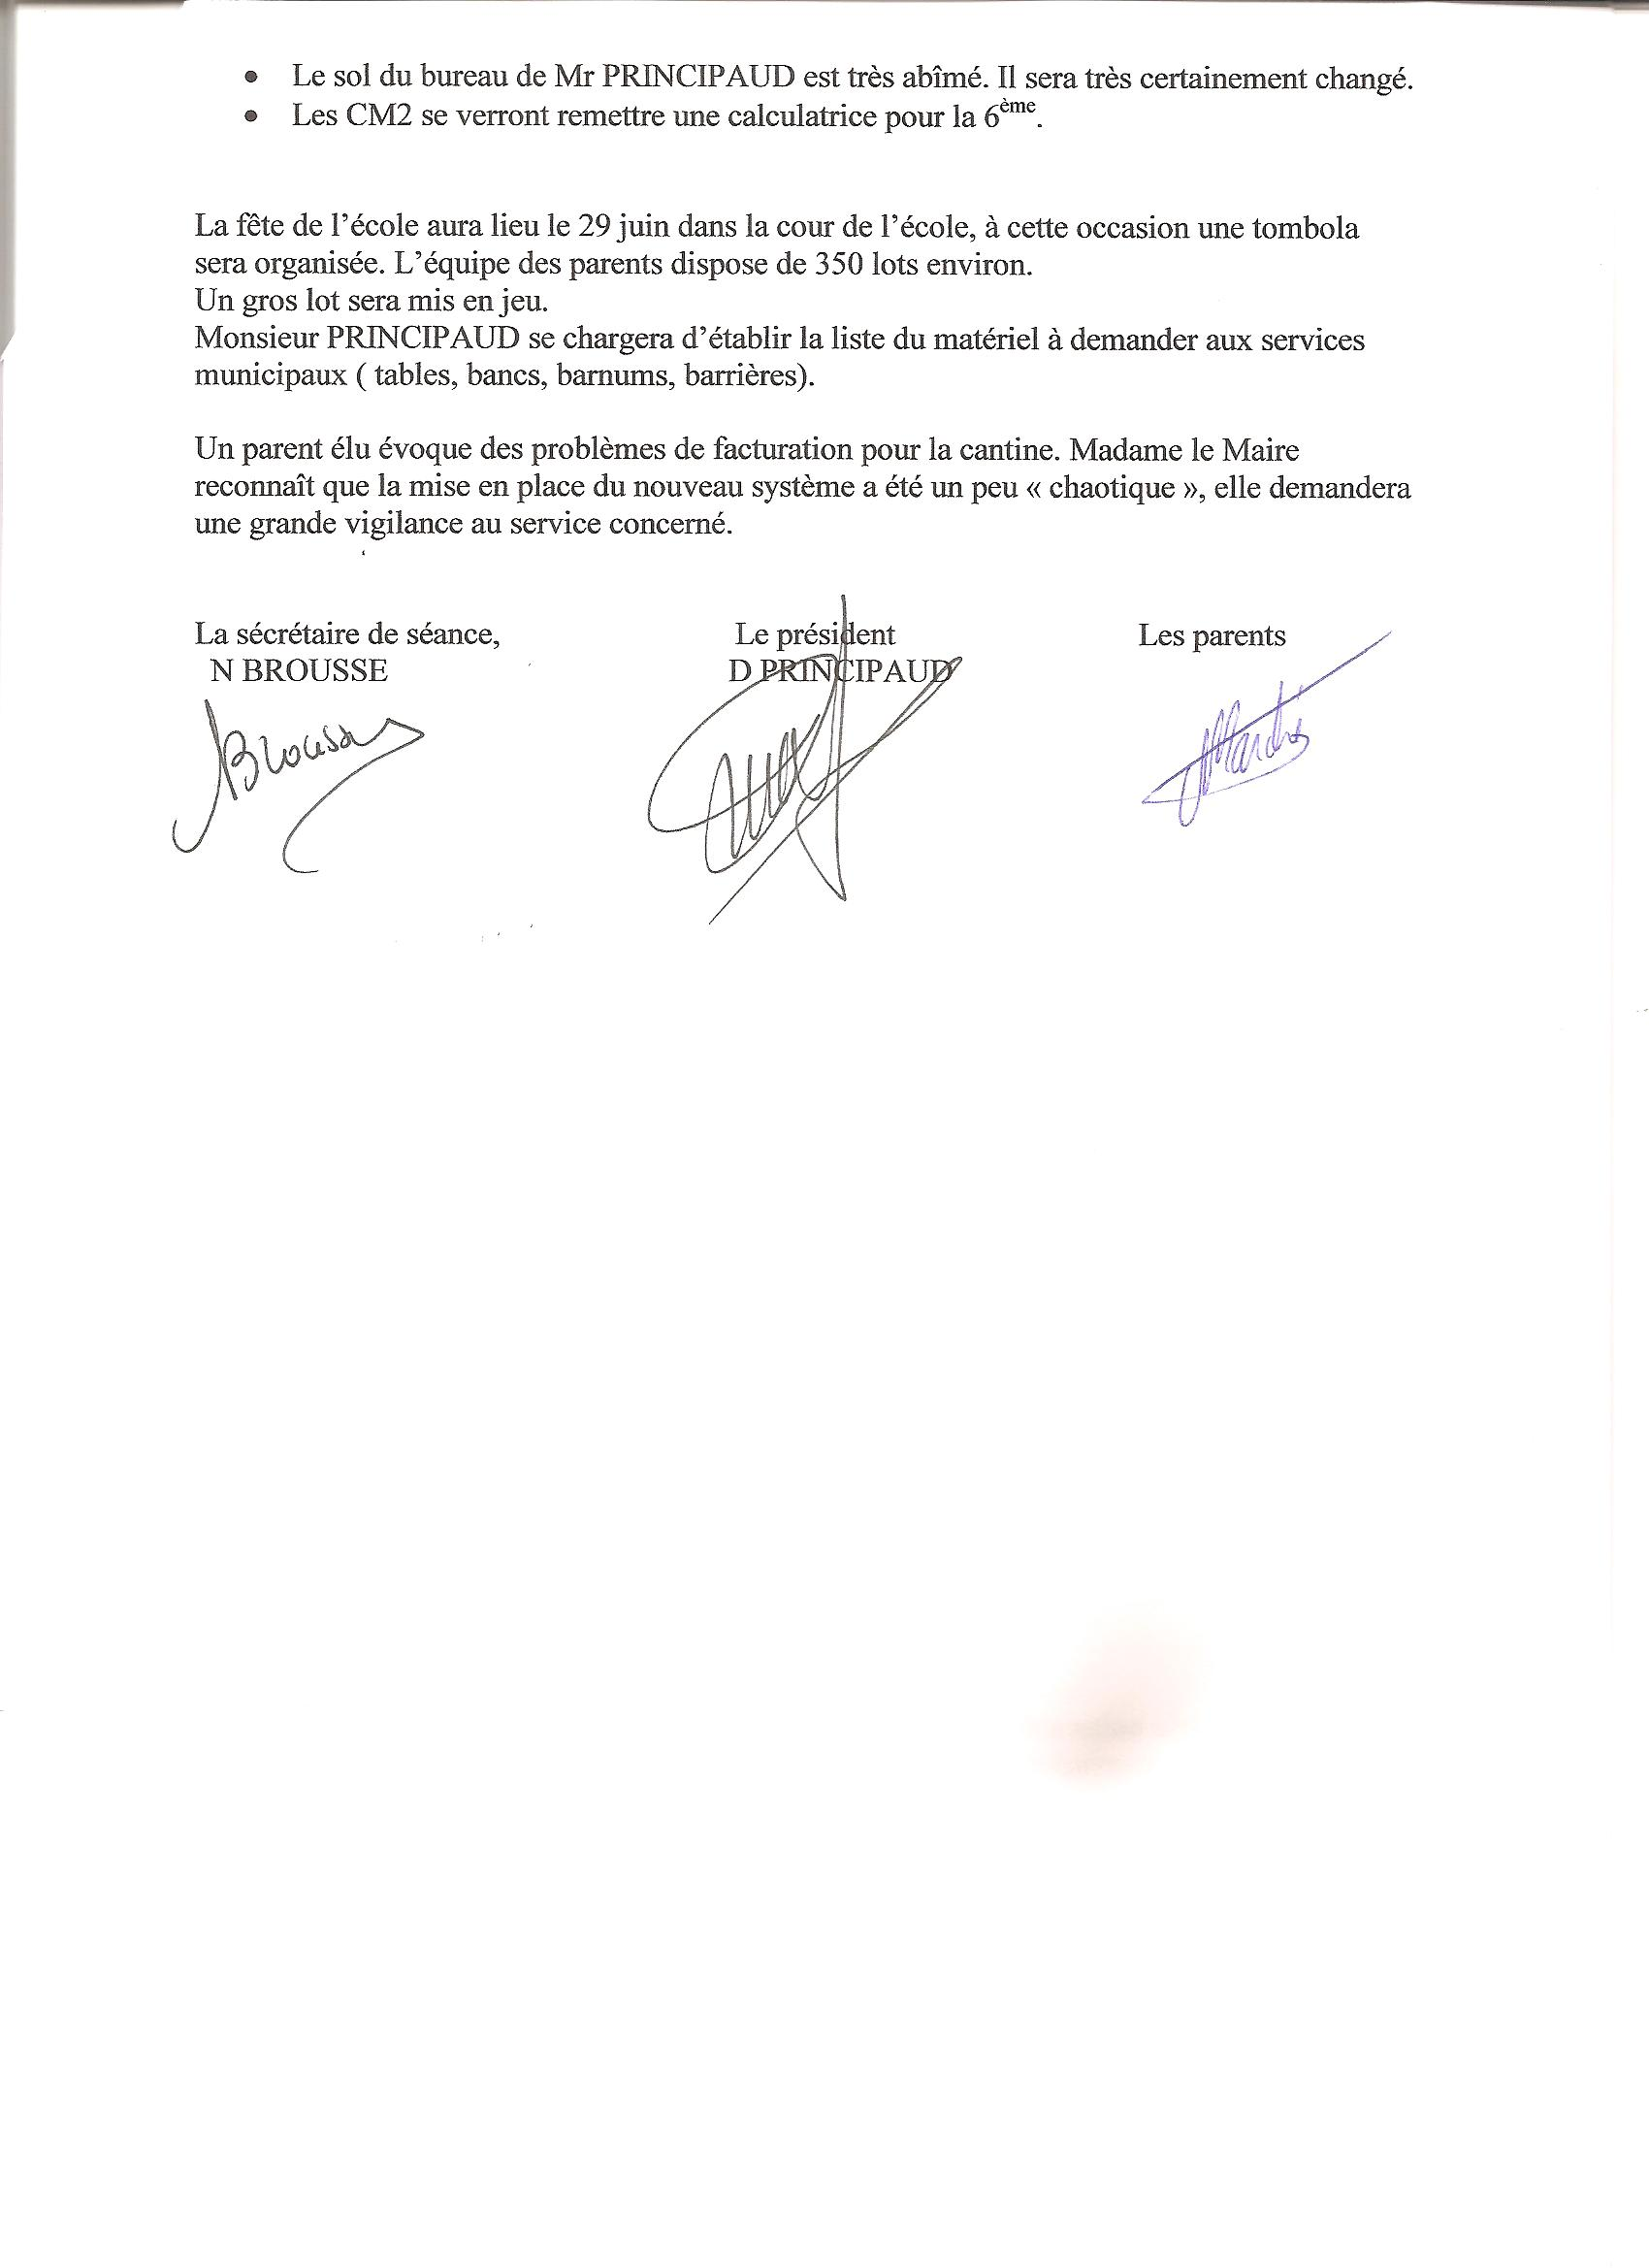 • Le sol du bureau de Mr PRINCIPAUD est très abîmé. Il sera très certainement changé.
• Les CM2 se verront remettre une calculatrice pour la 6ème.
La fête de l’école aura lieu le 29 juin dans la cour de l’école, à cette occasion une tombola
sera organisée. L’équipe des parents dispose de 350 lots environ.
Un gros lot sera mis en jeu.
Monsieur PRINCIPAUD se chargera d’établir la liste du matériel à demander aux services
municipaux ( tables, bancs, barnums, barrières).
Un parent élu évoque des problèmes de facturation pour la cantine. Madame le Maire
reconnaît que la mise en place du nouveau système a été un peu « chaotique », elle demandera
une grande vigilance au service concerné.
La sécrétaire de séance, Le président Les parents
N BROUSSE D PRINCIPAUD